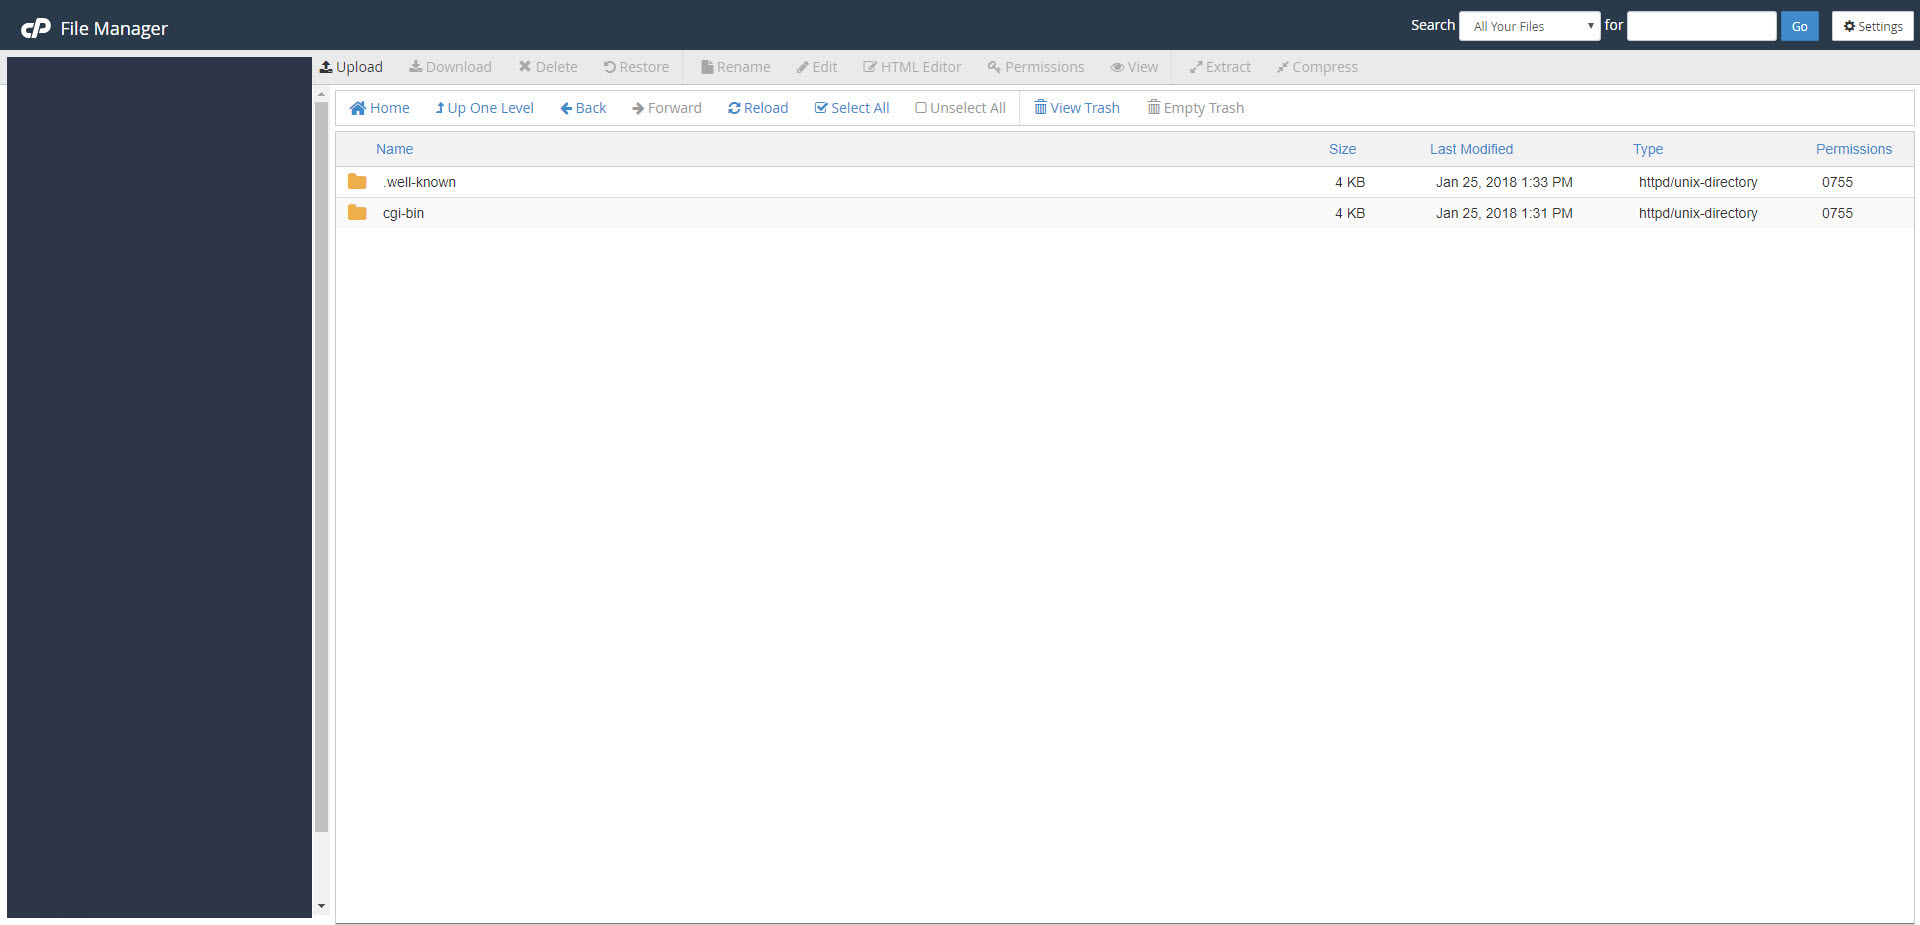 cP File Manager Search All Your Files for Go Settings
Upload Download Delete Restore Rename Edit HTML Editor Permissions View Extract Compress
Home Up One Level Back Forward Reload Select All Unselect All View Trash Empty Trash
Name Size Last Modified Type Permissions
.well-known 4 KB Jan 25, 2018 1:33 PM httpd/unix-directory 0755
cgi-bin 4 KB Jan 25, 2018 1:31 PM httpd/unix-directory 0755